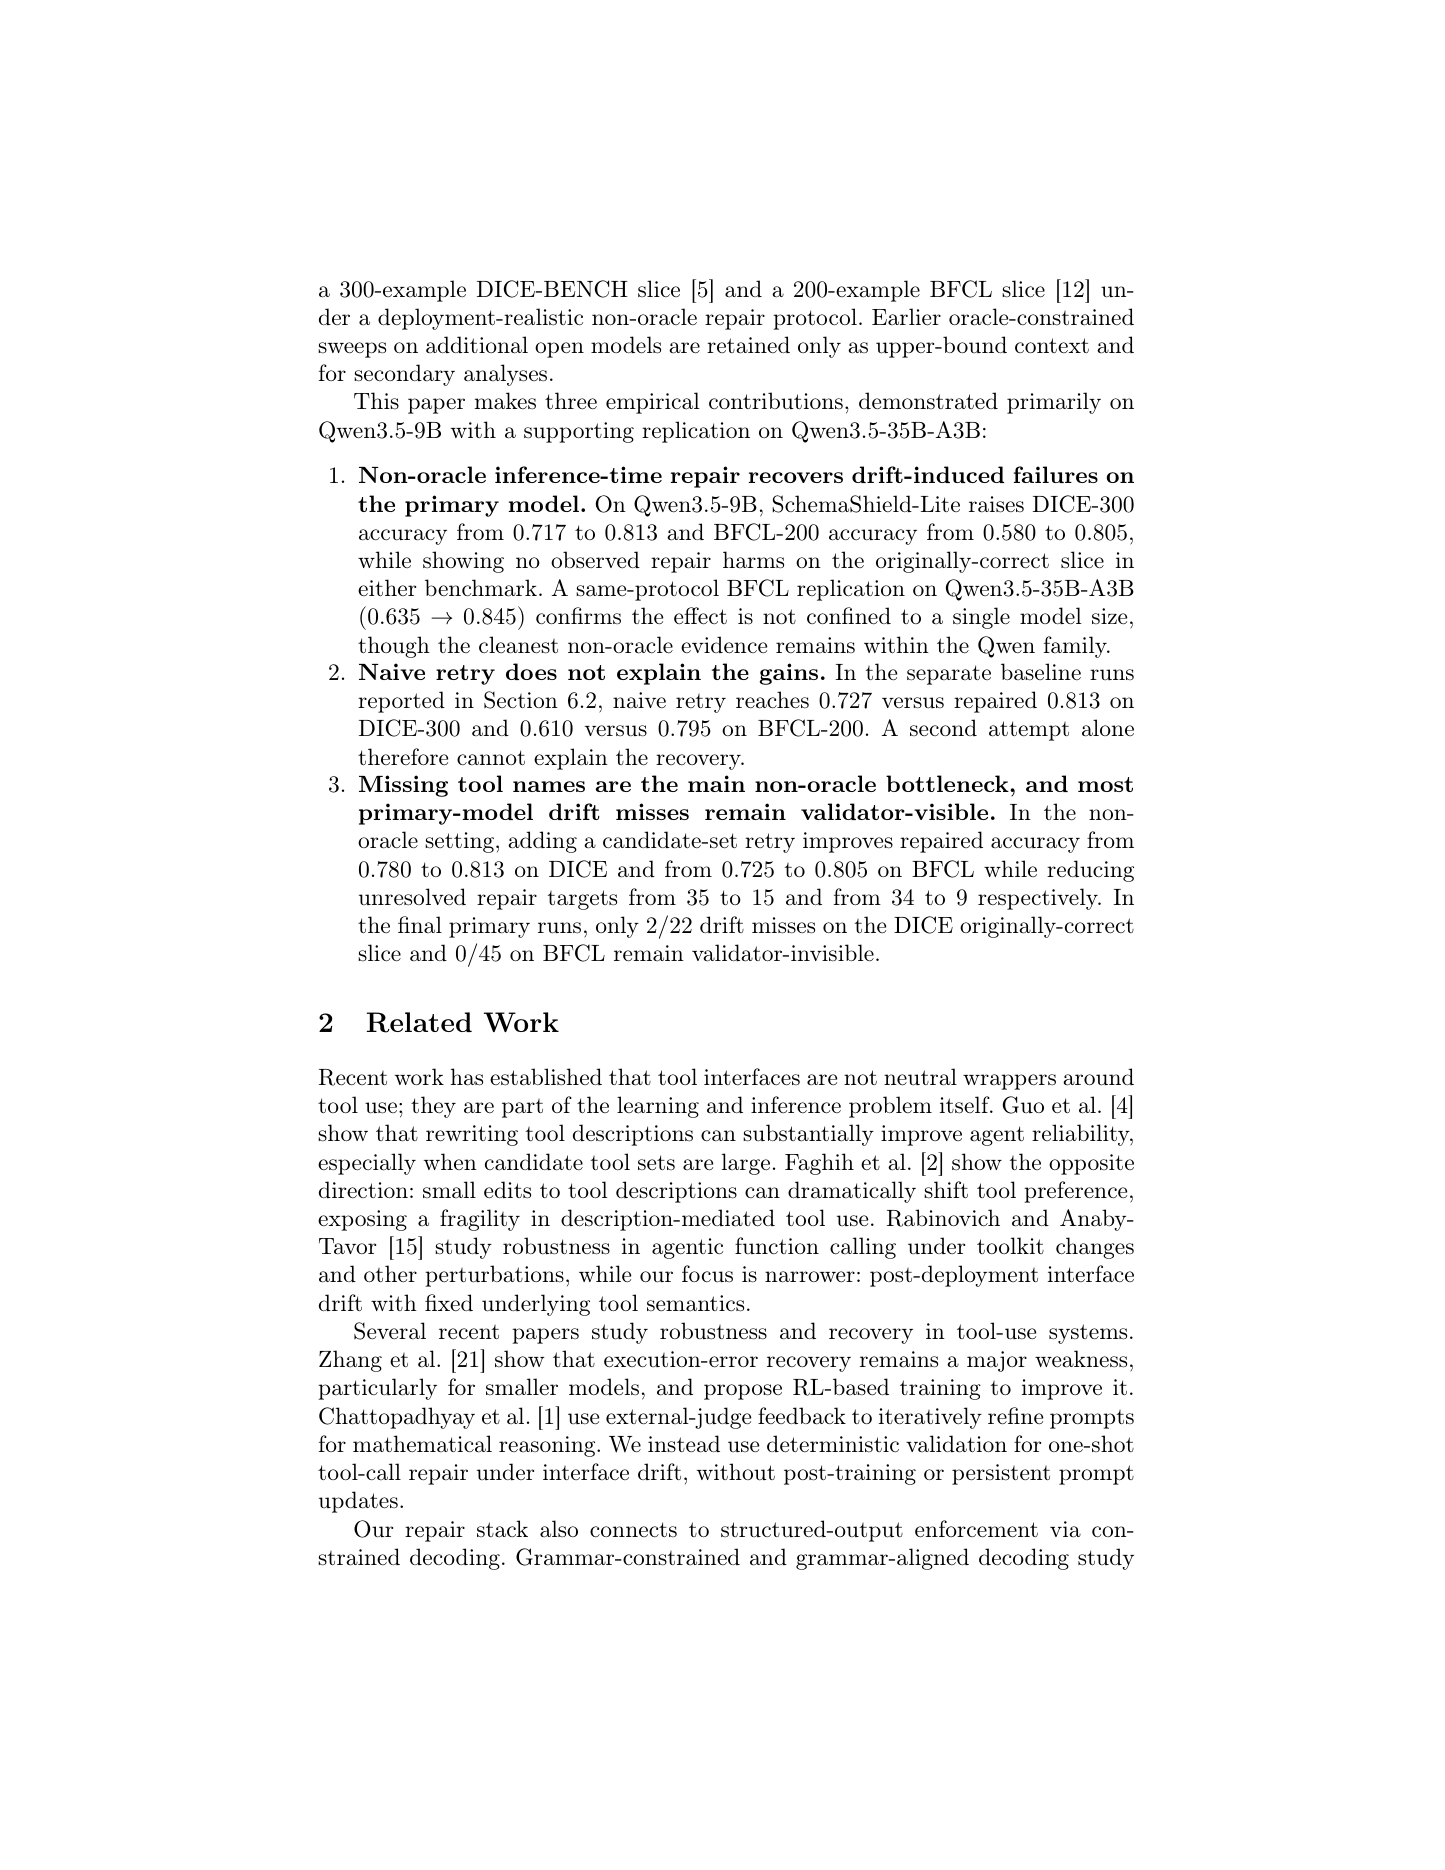 a 300-example DICE-BENCH slice [5] and a 200-example BFCL slice [12] un-
der a deployment-realistic non-oracle repair protocol. Earlier oracle-constrained
sweeps on additional open models are retained only as upper-bound context and
for secondary analyses.
This paper makes three empirical contributions, demonstrated primarily on
Qwen3.5-9B with a supporting replication on Qwen3.5-35B-A3B:
1. Non-oracle inference-time repair recovers drift-induced failures on
the primary model. On Qwen3.5-9B, SchemaShield-Lite raises DICE-300
accuracy from 0.717 to 0.813 and BFCL-200 accuracy from 0.580 to 0.805,
while showing no observed repair harms on the originally-correct slice in
either benchmark. A same-protocol BFCL replication on Qwen3.5-35B-A3B
(0.635 → 0.845) confirms the effect is not confined to a single model size,
though the cleanest non-oracle evidence remains within the Qwen family.
2. Naive retry does not explain the gains. In the separate baseline runs
reported in Section 6.2, naive retry reaches 0.727 versus repaired 0.813 on
DICE-300 and 0.610 versus 0.795 on BFCL-200. A second attempt alone
therefore cannot explain the recovery.
3. Missing tool names are the main non-oracle bottleneck, and most
primary-model drift misses remain validator-visible. In the non-
oracle setting, adding a candidate-set retry improves repaired accuracy from
0.780 to 0.813 on DICE and from 0.725 to 0.805 on BFCL while reducing
unresolved repair targets from 35 to 15 and from 34 to 9 respectively. In
the final primary runs, only 2/22 drift misses on the DICE originally-correct
slice and 0/45 on BFCL remain validator-invisible.
2 Related Work
Recent work has established that tool interfaces are not neutral wrappers around
tool use; they are part of the learning and inference problem itself. Guo et al. [4]
show that rewriting tool descriptions can substantially improve agent reliability,
especially when candidate tool sets are large. Faghih et al. [2] show the opposite
direction: small edits to tool descriptions can dramatically shift tool preference,
exposing a fragility in description-mediated tool use. Rabinovich and Anaby-
Tavor [15] study robustness in agentic function calling under toolkit changes
and other perturbations, while our focus is narrower: post-deployment interface
drift with fixed underlying tool semantics.
Several recent papers study robustness and recovery in tool-use systems.
Zhang et al. [21] show that execution-error recovery remains a major weakness,
particularly for smaller models, and propose RL-based training to improve it.
Chattopadhyay et al. [1] use external-judge feedback to iteratively refine prompts
for mathematical reasoning. We instead use deterministic validation for one-shot
tool-call repair under interface drift, without post-training or persistent prompt
updates.
Our repair stack also connects to structured-output enforcement via con-
strained decoding. Grammar-constrained and grammar-aligned decoding study